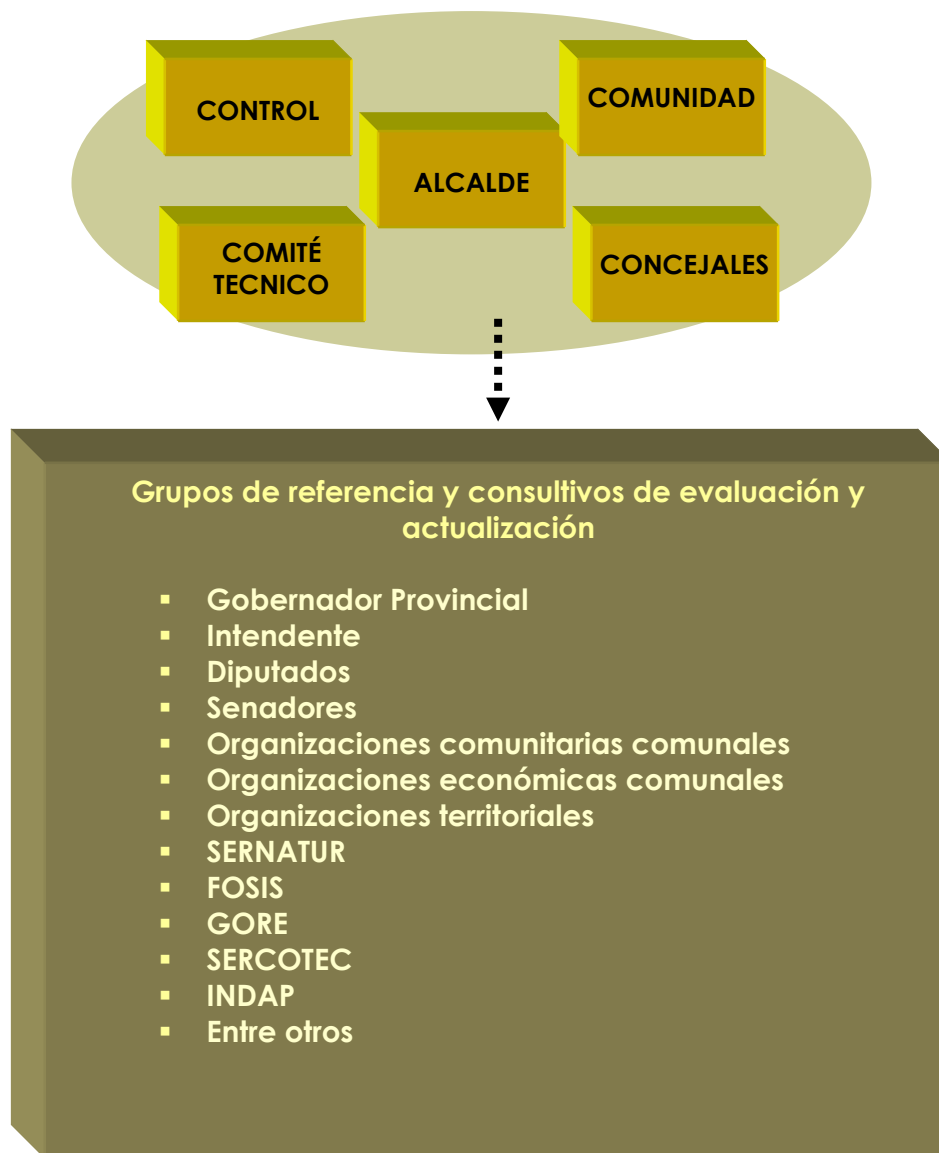 CONTROL
COMUNIDAD
ALCALDE
COMITÉ
TECNICO
CONCEJALES
Grupos de referencia y consultivos de evaluación y
actualización
▪ Gobernador Provincial
▪ Intendente
▪ Diputados
▪ Senadores
▪ Organizaciones comunitarias comunales
▪ Organizaciones económicas comunales
▪ Organizaciones territoriales
▪ SERNATUR
▪ FOSIS
▪ GORE
▪ SERCOTEC
▪ INDAP
▪ Entre otros